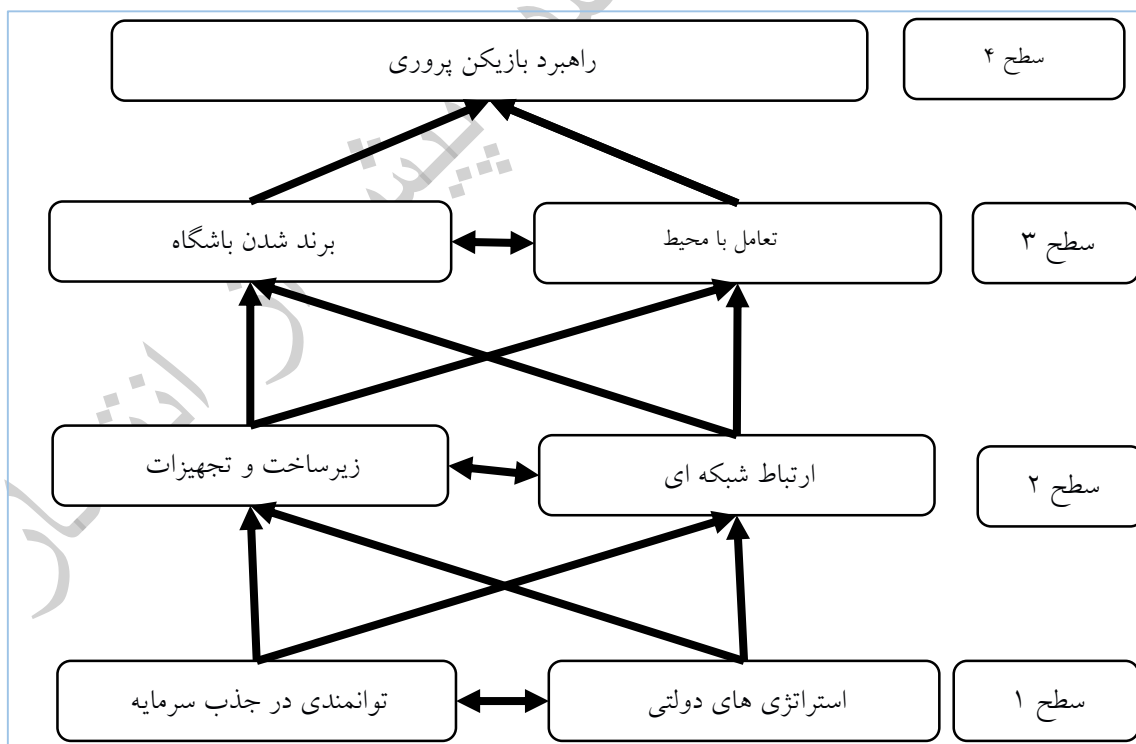 راهبرد بازیکن پروری
سطح ۴
برند شدن باشگاه
تعامل با محیط
سطح ۳
زیرساخت و تجهیزات
ارتباط شبکه ای
سطح ۲
توانمندی در جذب سرمایه
استراتژی های دولتی
سطح ۱